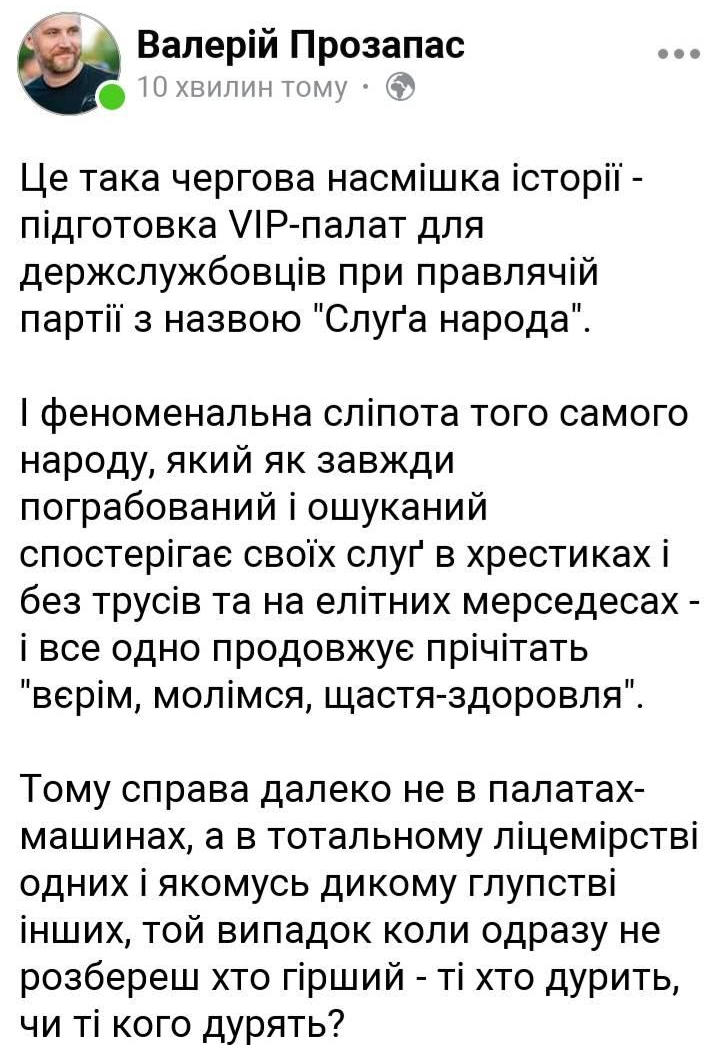 Валерій Прозапас
10 хвилин тому ·
Це така чергова насмішка історії -
підготовка VIP-палат для
держслужбовців при правлячій
партії з назвою "Слуґа народа".
І феноменальна сліпота того самого
народу, який як завжди
пограбований і ошуканий
спостерігає своїх слуґ в хрестиках і
без трусів та на елітних мерседесах -
і все одно продовжує прічітать
"вєрім, молімся, щастя-здоровля".
Тому справа далеко не в палатах-
машинах, а в тотальному ліцемірстві
одних і якомусь дикому глупстві
інших, той випадок коли одразу не
розбереш хто гірший - ті хто дурить,
чи ті кого дурять?